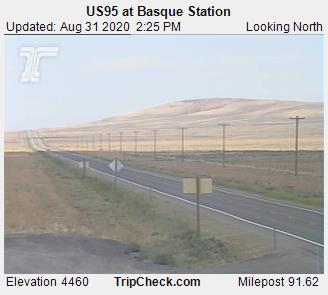 US95 at Basque Station
Updated: Aug 31 2020 2:25 PM Looking North
Elevation 4460 TripCheck.com Milepost 91.62